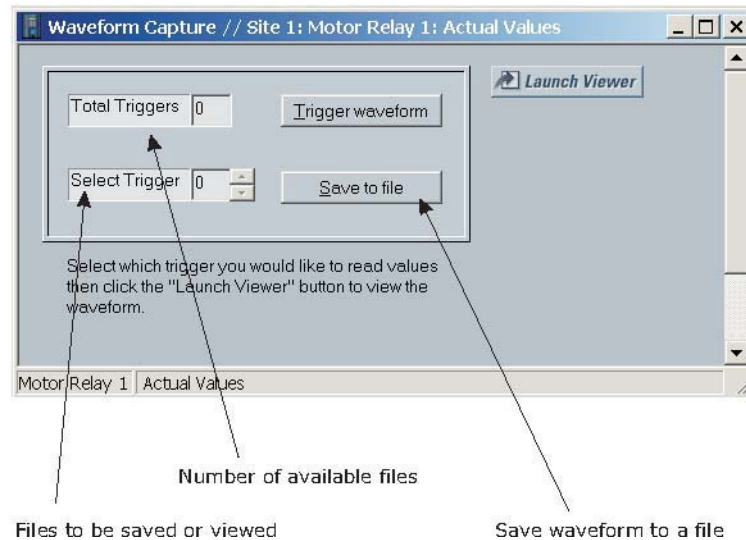 Waveform Capture // Site 1: Motor Relay 1: Actual Values
Launch Viewer
Total Triggers 0
Trigger waveform
Select Trigger 0
Save to file
Select which trigger you would like to read values
then click the "Launch Viewer" button to view the
waveform.
Motor Relay 1 Actual Values
Number of available files
Files to be saved or viewed
Save waveform to a file